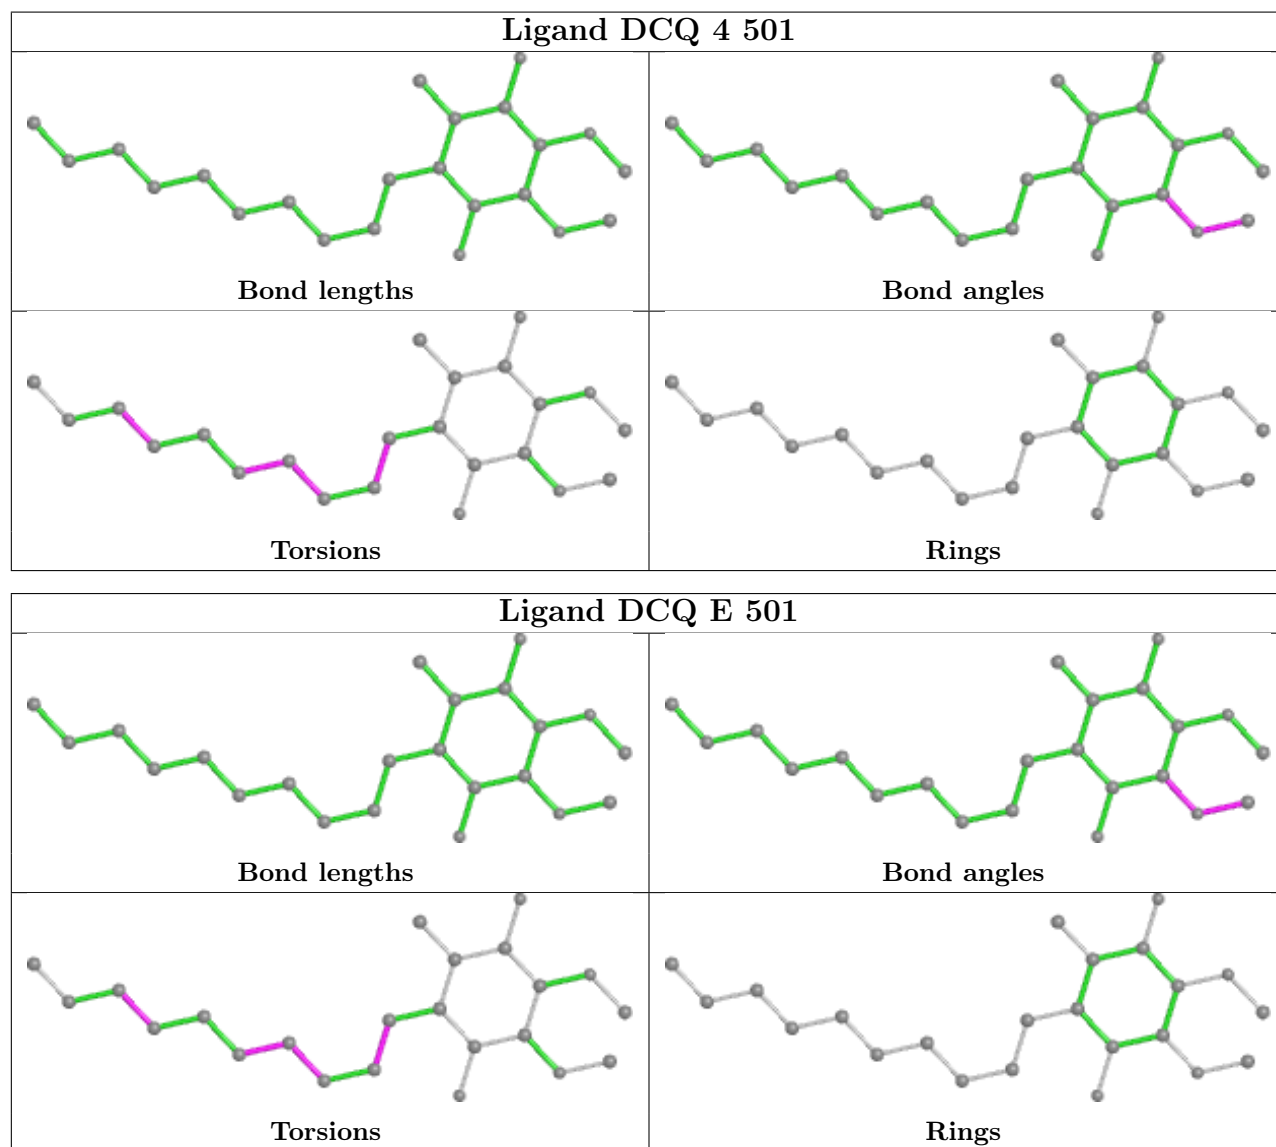 Ligand DCQ 4 501
Bond lengths
Bond angles
Torsions
Rings
Ligand DCQ E 501
Bond lengths
Bond angles
Torsions
Rings